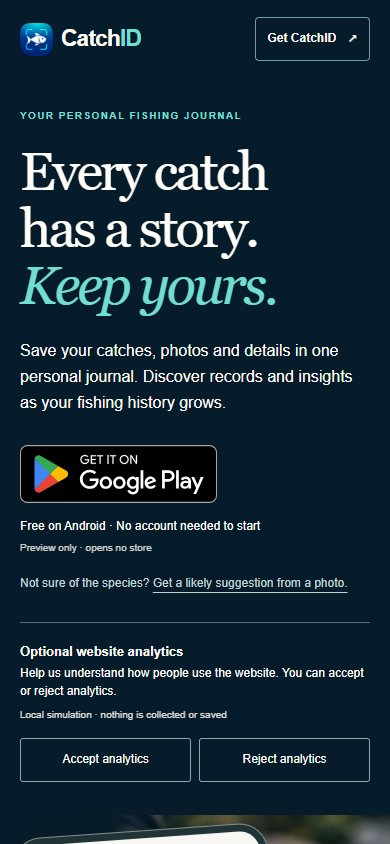 CatchID
Get CatchID ↗
YOUR PERSONAL FISHING JOURNAL
Every catch
has a story.
Keep yours.
Save your catches, photos and details in one
personal journal. Discover records and insights
as your fishing history grows.
GET IT ON
Google Play
Free on Android · No account needed to start
Preview only · opens no store
Not sure of the species? Get a likely suggestion from a photo.
Optional website analytics
Help us understand how people use the website. You can accept
or reject analytics.
Local simulation · nothing is collected or saved
Accept analytics
Reject analytics